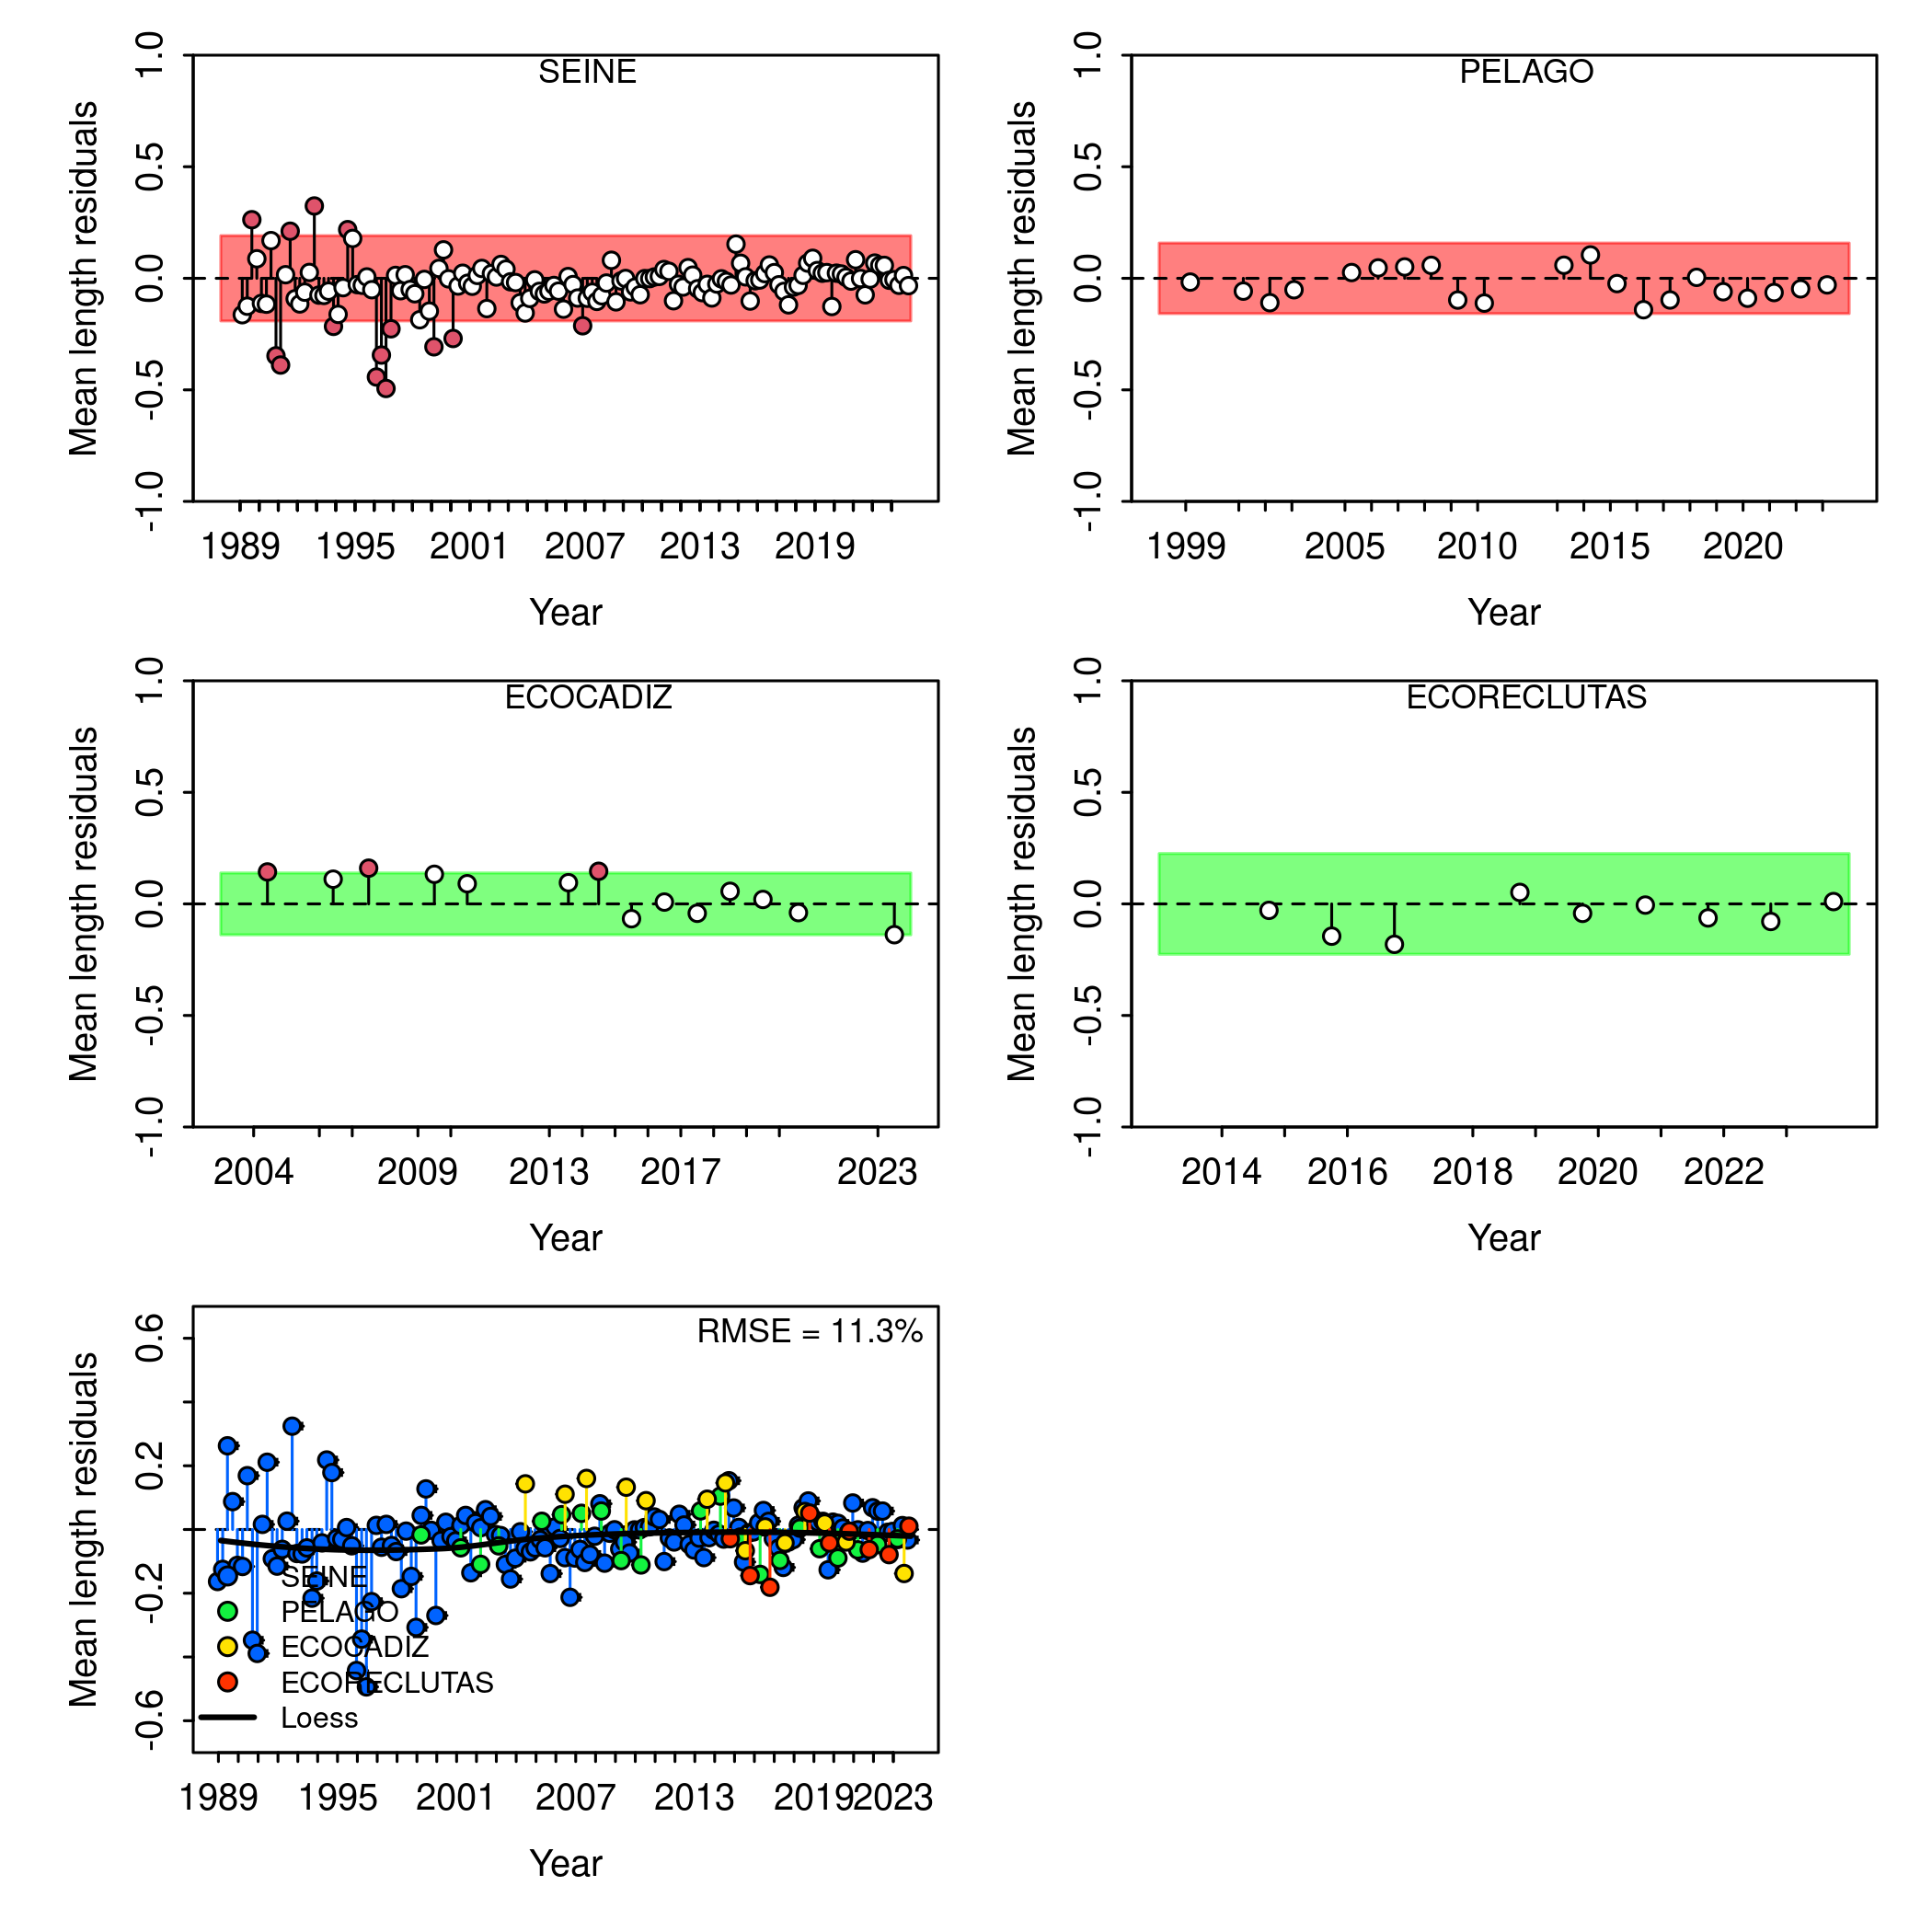 SEINE
Mean length residuals
1.0
0.5
0.0
-0.5
-1.0
1989 1995 2001 2007 2013 2019
Year
PELAGO
Mean length residuals
1.0
0.5
0.0
-0.5
-1.0
1999 2005 2010 2015 2020
Year
ECOCADIZ
Mean length residuals
1.0
0.5
0.0
-0.5
-1.0
2004 2009 2013 2017 2023
Year
ECORECLUTAS
Mean length residuals
1.0
0.5
0.0
-0.5
-1.0
2014 2016 2018 2020 2022
Year
RMSE = 11.3%
Mean length residuals
0.6
0.2
-0.2
-0.6
SEINE
PELAGO
ECOCADIZ
ECORECLUTAS
Loess
1989 1995 2001 2007 2013 2019 2023
Year